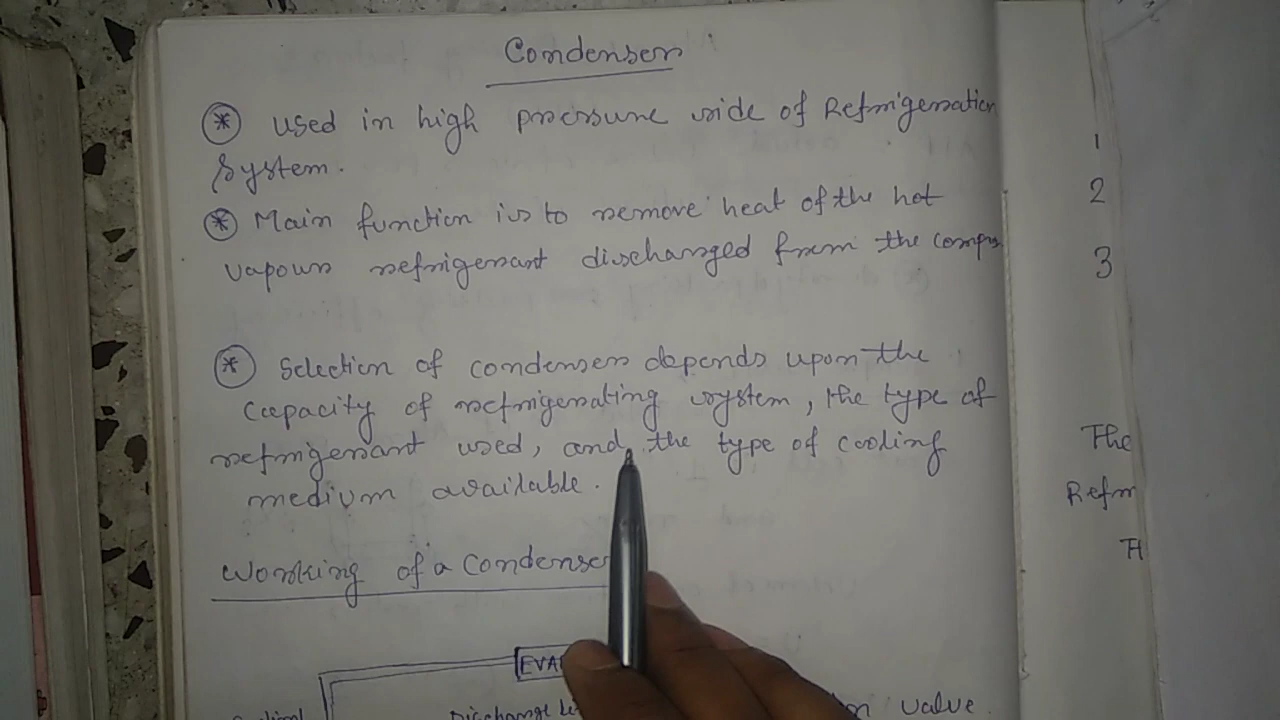 Condenser
* used in high pressure side of Refrigeration
system.
* Main function is to remove heat of the hot
vapour refrigerant discharged from the compr
* Selection of condenser depends upon the
capacity of refrigerating system, the type of
refrigerant used, and the type of cooling
medium available.
Working of a Condense
EVA
Discharge
valve
1
2
3
The
Refr